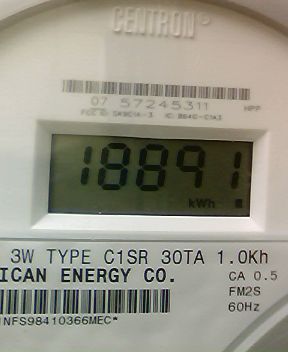 CENTRON®
07 57245311 HPP
18891
kWh
3W TYPE C1SR 30TA 1.0Kh
ICAN ENERGY CO. CA 0.5
FM2S
NFS98410366MEC* 60Hz